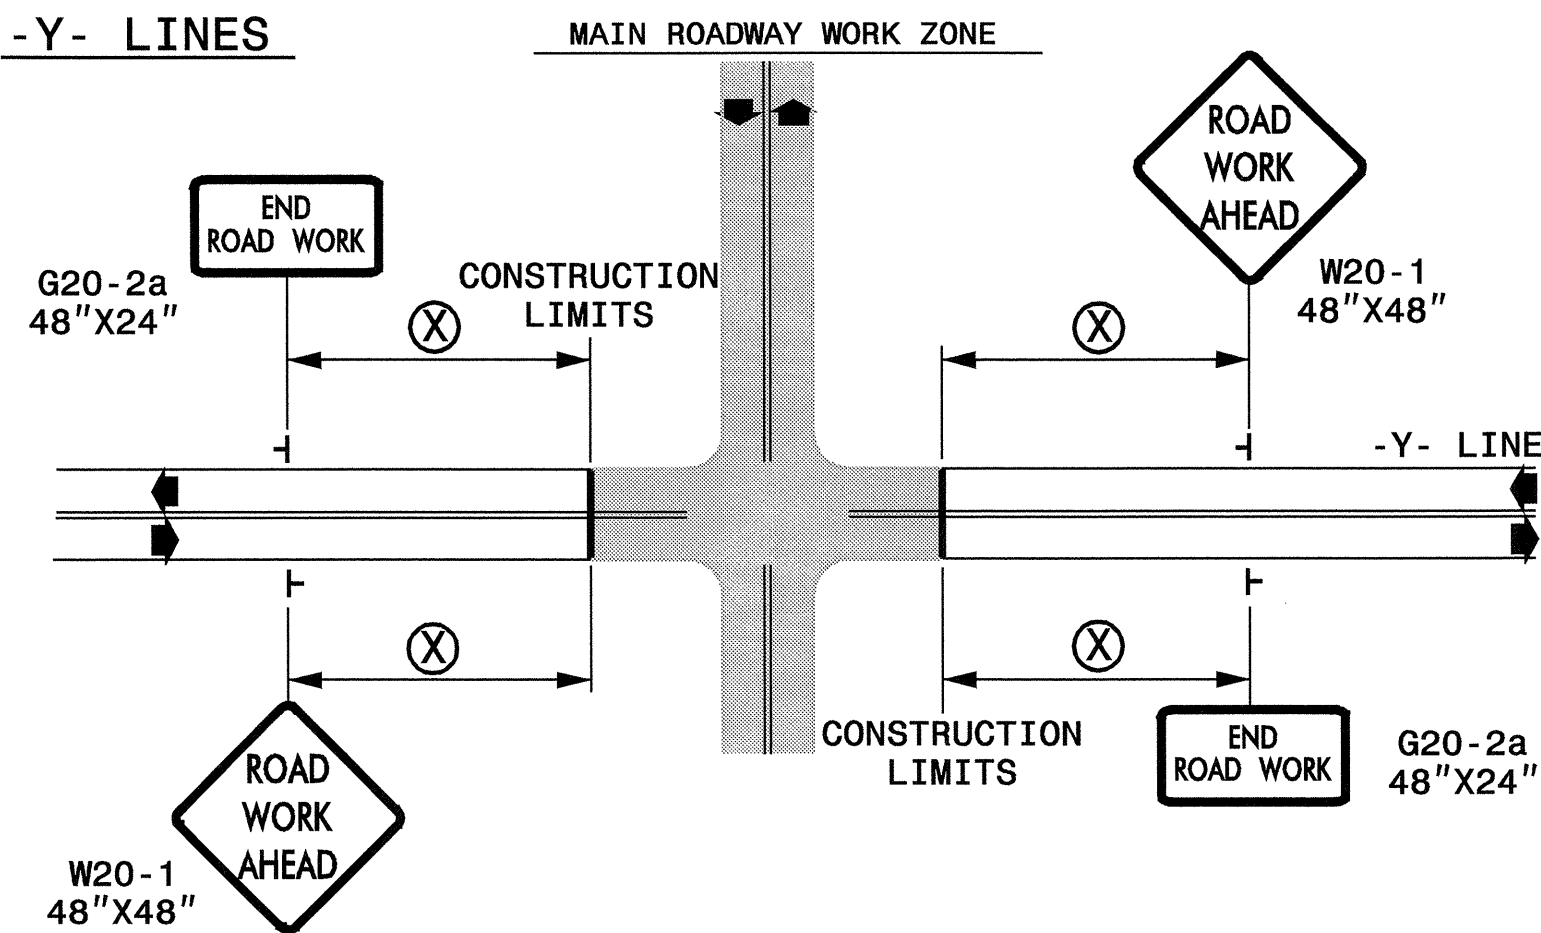 -Y- LINES
MAIN ROADWAY WORK ZONE
ROAD
WORK
AHEAD
END
ROAD WORK
G20-2a
48"X24"
CONSTRUCTION
LIMITS
W20-1
48"X48"
X
X
-Y- LINE
X
X
CONSTRUCTION
LIMITS
END
ROAD WORK
G20-2a
48"X24"
ROAD
WORK
AHEAD
W20-1
48"X48"